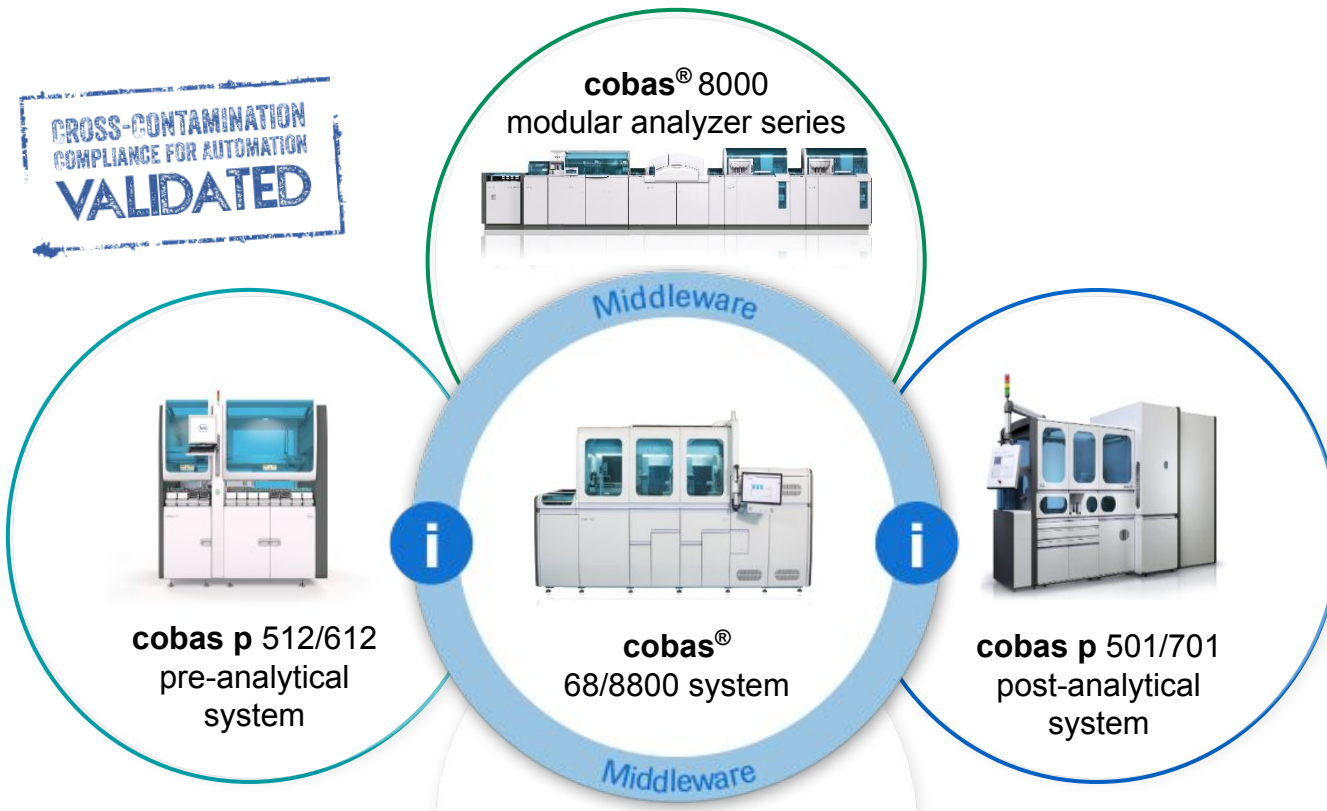 CROSS-CONTAMINATION
COMPLIANCE FOR AUTOMATION
VALIDATED
cobas® 8000
modular analyzer series
Middleware
i
i
cobas p 512/612
pre-analytical
system
cobas®
68/8800 system
cobas p 501/701
post-analytical
system
Middleware